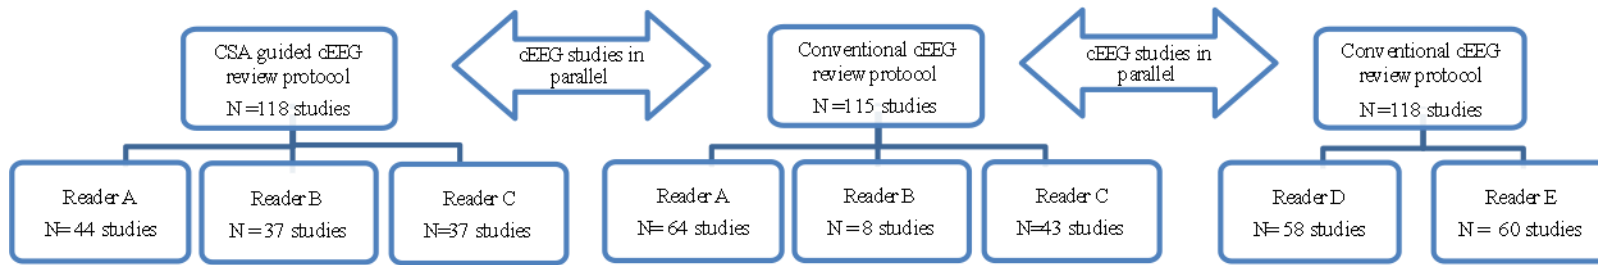 CSA guided cEEG
review protocol
N =118 studies
cEEG studies in
parallel
Conventional cEEG
review protocol
N =115 studies
cEEG studies in
parallel
Conventional cEEG
review protocol
N =118 studies
Reader A
N= 44 studies
Reader B
N = 37 studies
Reader C
N=37 studies
Reader A
N= 64 studies
Reader B
N = 8 studies
Reader C
N=43 studies
Reader D
N= 58 studies
Reader E
N = 60 studies